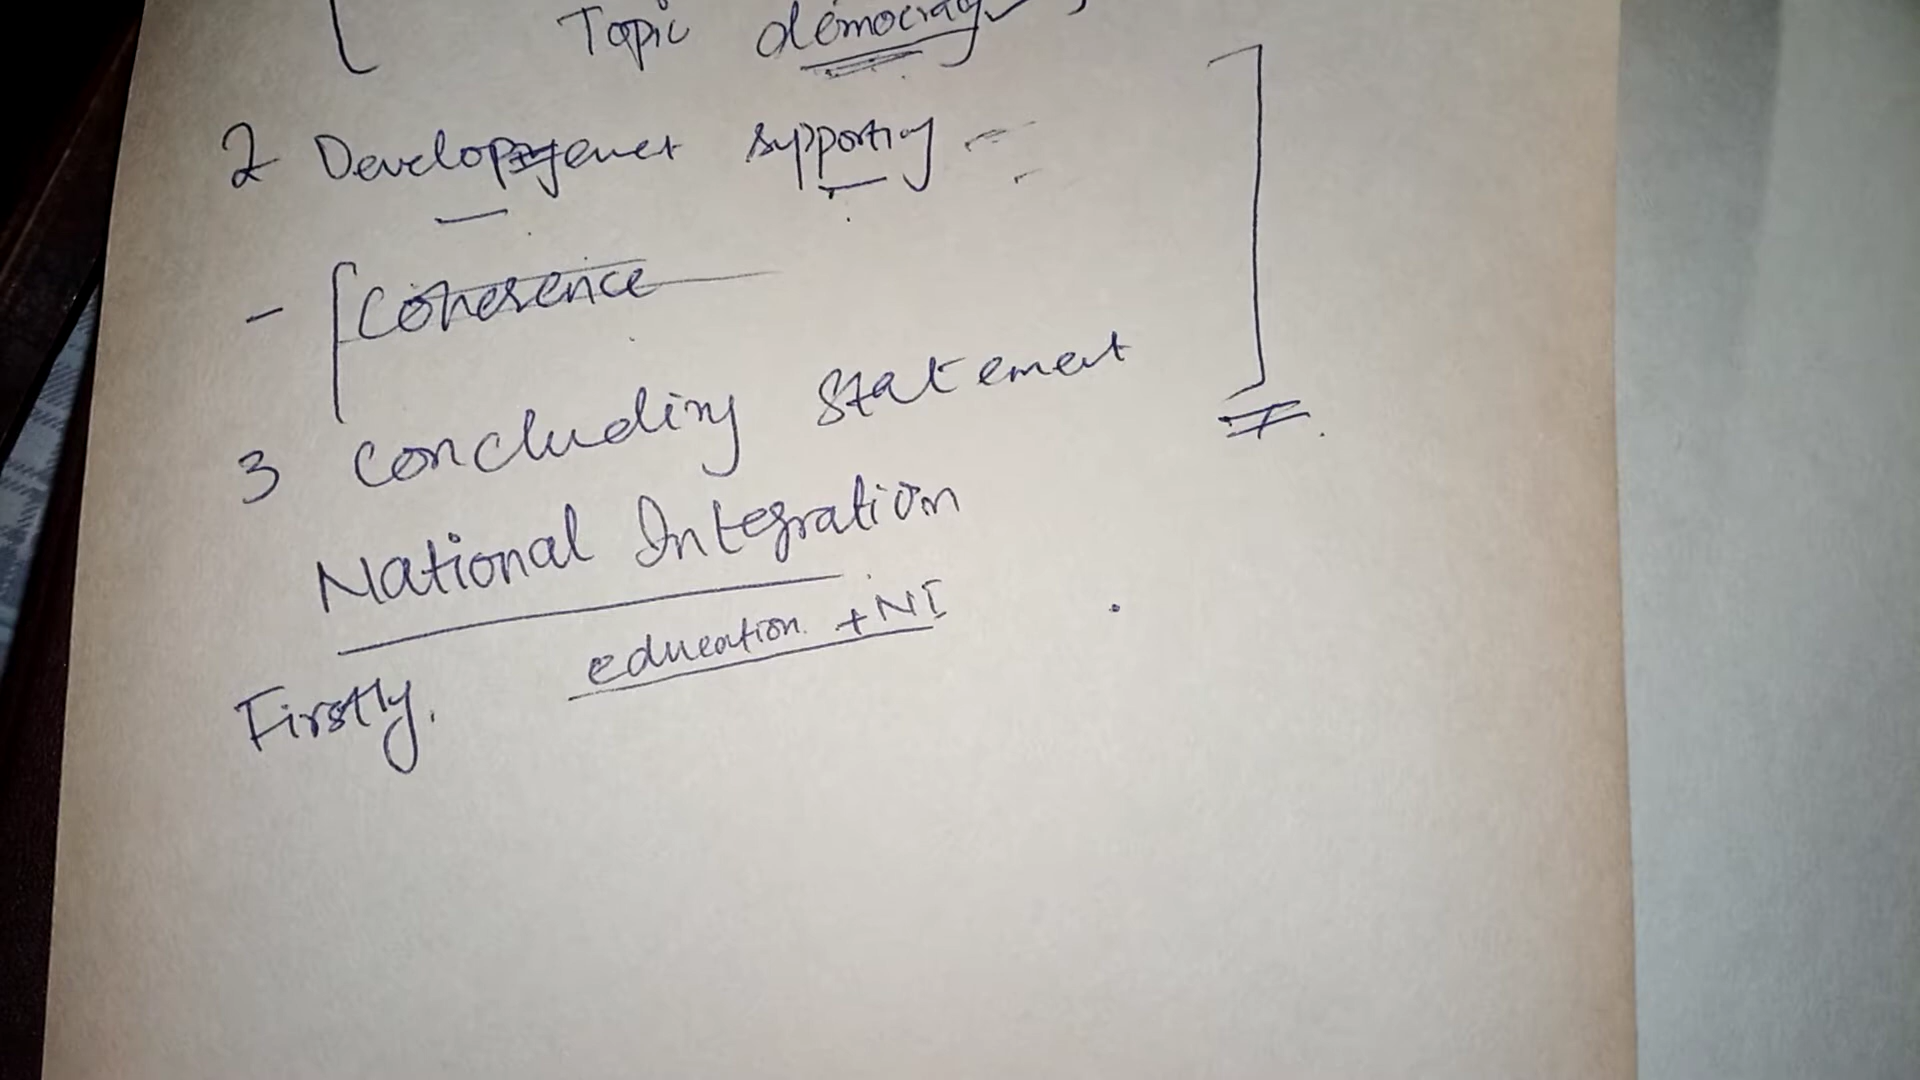 Topic democracy
2 Development supporting
- Coherence
3 Concluding statement
National Integration
education + NI
Firstly,